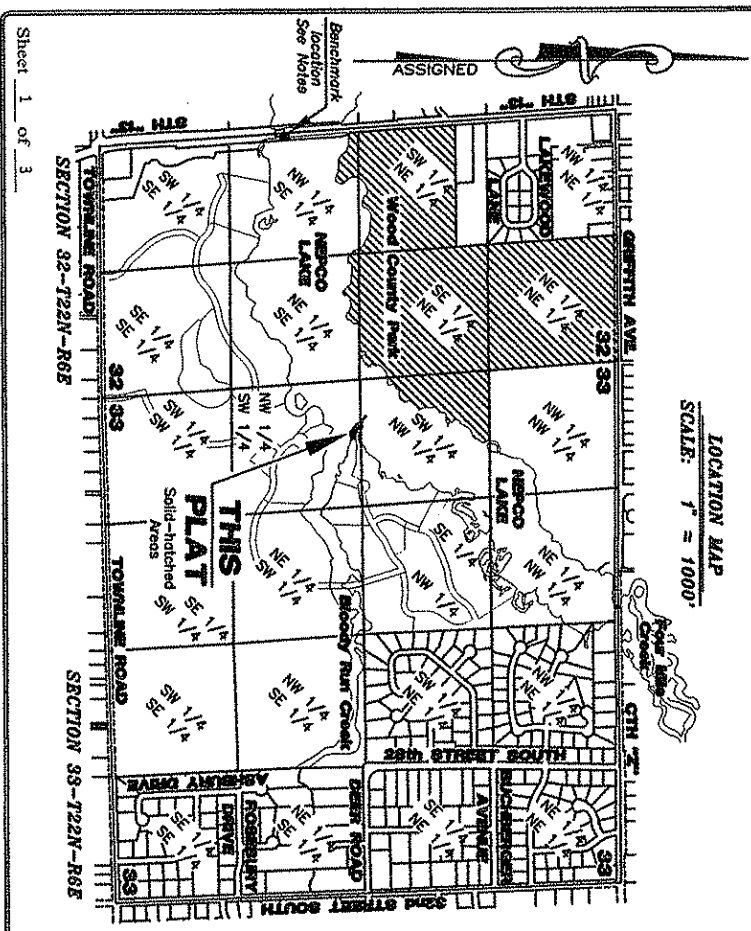 LOCATION MAP
SCALE: 1" = 1000'
ASSIGNED
Benchmark
location
See Notes
Sheet 1 of 3
Four Mile
Creek
GRIFFITH AVE
32 33
CTH "Z"
33
STH "13"
STH "13"
LAKEWOOD
LAKE
NW 1/4
NE 1/4
NE 1/4
NE 1/4
NW 1/4
NW 1/4
NE 1/4
NW 1/4
NW 1/4
NE 1/4
NE 1/4
NE 1/4
NEPCO
LAKE
BUCHBERGER
AVENUE
SW 1/4
NE 1/4
Wood County Park
SE 1/4
NE 1/4
SW 1/4
NW 1/4
SE 1/4
NW 1/4
SW 1/4
NE 1/4
28th STREET SOUTH
SE 1/4
NE 1/4
32nd STREET SOUTH
NW 1/4
SE 1/4
NEPCO
LAKE
NE 1/4
SE 1/4
NW 1/4
SW 1/4
THIS
PLAT
Solid-hatched
Areas
NE 1/4
SW 1/4
Bloody Run Creek
NW 1/4
SE 1/4
DEER ROAD
NE 1/4
SE 1/4
ROSEBURY
DRIVE
ASHBURY DRIVE
SW 1/4
SE 1/4
SE 1/4
SE 1/4
SW 1/4
SW 1/4
SE 1/4
SW 1/4
SW 1/4
SE 1/4
SE 1/4
SE 1/4
32 33
33
TOWNLINE ROAD
TOWNLINE ROAD
SECTION 32-T22N-R6E
SECTION 33-T22N-R6E